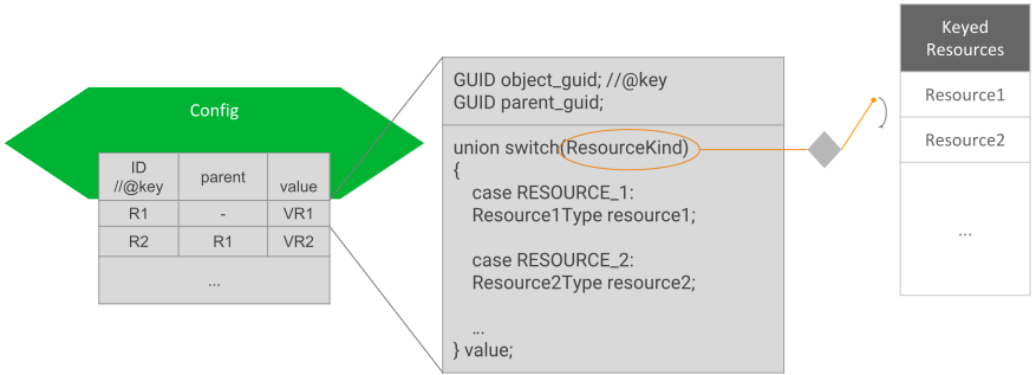 Config
ID
//@key
parent
value
R1
-
VR1
R2
R1
VR2
...
GUID object_guid; //@key
GUID parent_guid;
union switch(ResourceKind)
{
case RESOURCE_1:
Resource1Type resource1;
case RESOURCE_2:
Resource2Type resource2;
...
} value;
Keyed
Resources
Resource1
Resource2
...